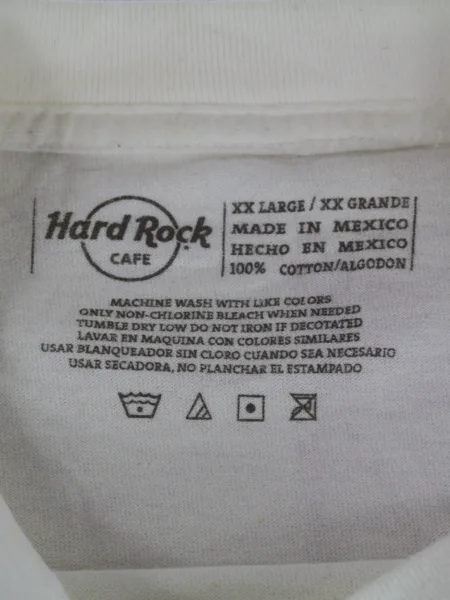 Hard Rock
CAFE
XX LARGE / XX GRANDE
MADE IN MEXICO
HECHO EN MEXICO
100% COTTON/ALGODON
MACHINE WASH WITH LIKE COLORS
ONLY NON-CHLORINE BLEACH WHEN NEEDED
TUMBLE DRY LOW DO NOT IRON IF DECOTATED
LAVAR EN MAQUINA CON COLORES SIMILARES
USAR BLANQUEADOR SIN CLORO CUANDO SEA NECESARIO
USAR SECADORA, NO PLANCHAR EL ESTAMPADO